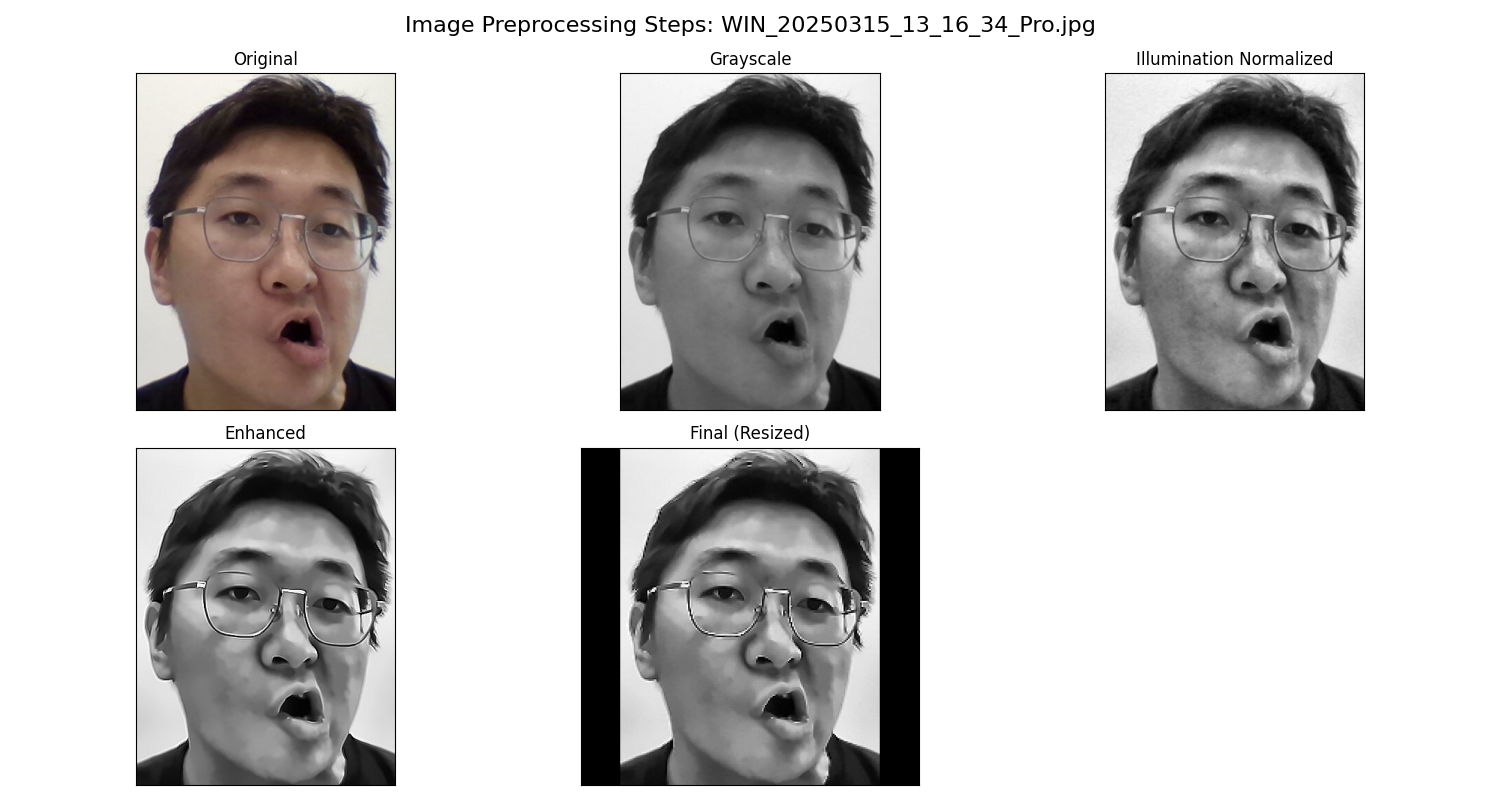 Image Preprocessing Steps: WIN_20250315_13_16_34_Pro.jpg
Original
Grayscale
Illumination Normalized
Enhanced
Final (Resized)